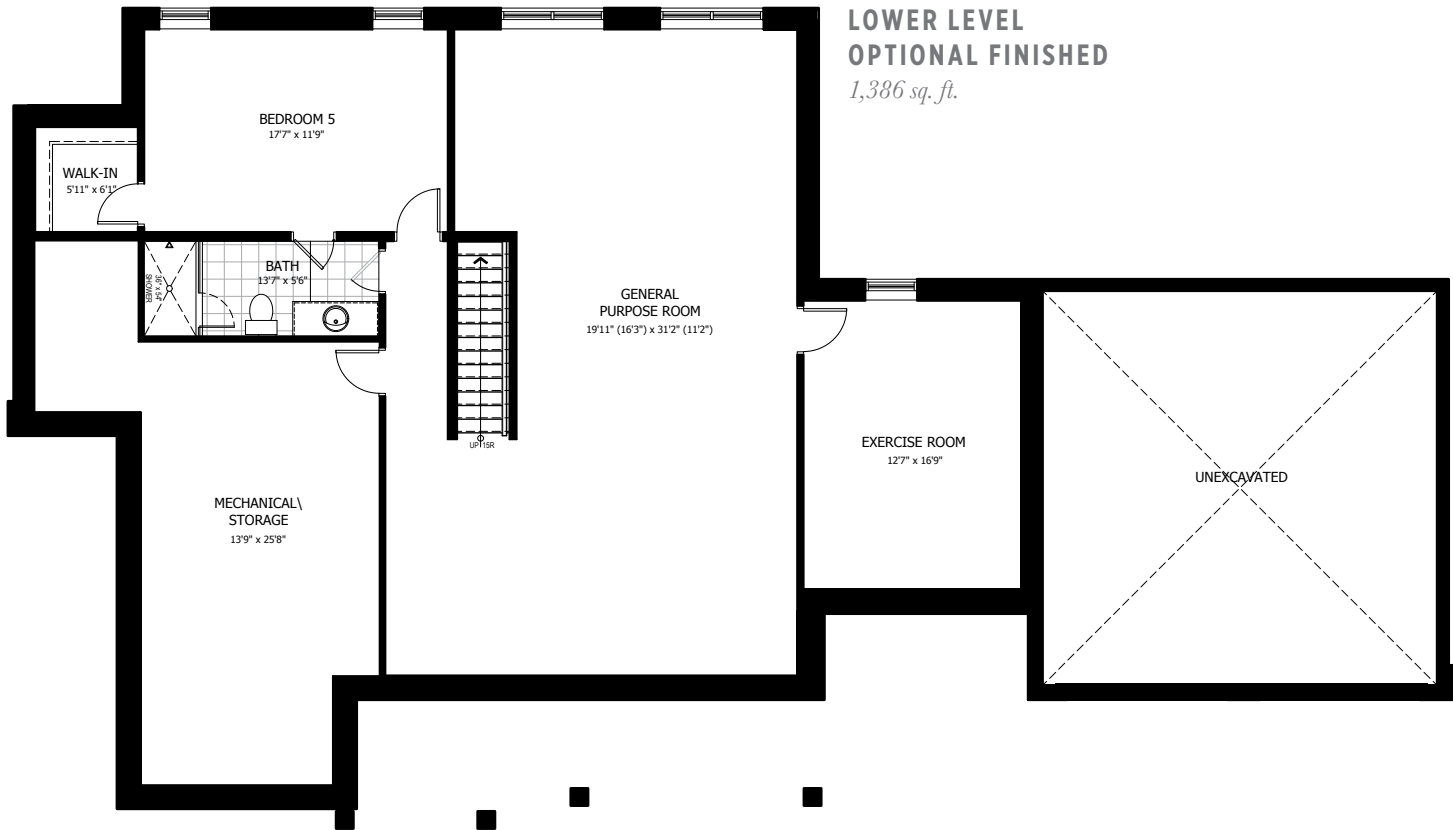 LOWER LEVEL
OPTIONAL FINISHED
1,386 sq. ft.
BEDROOM 5
17'7" x 11'9"
WALK-IN
5'11" x 6'1"
BATH
13'7" x 5'6"
36" x 54"
SHOWER
GENERAL
PURPOSE ROOM
19'11" (16'3") x 31'2" (11'2")
UP 15R
EXERCISE ROOM
12'7" x 16'9"
UNEXCAVATED
MECHANICAL\
STORAGE
13'9" x 25'8"